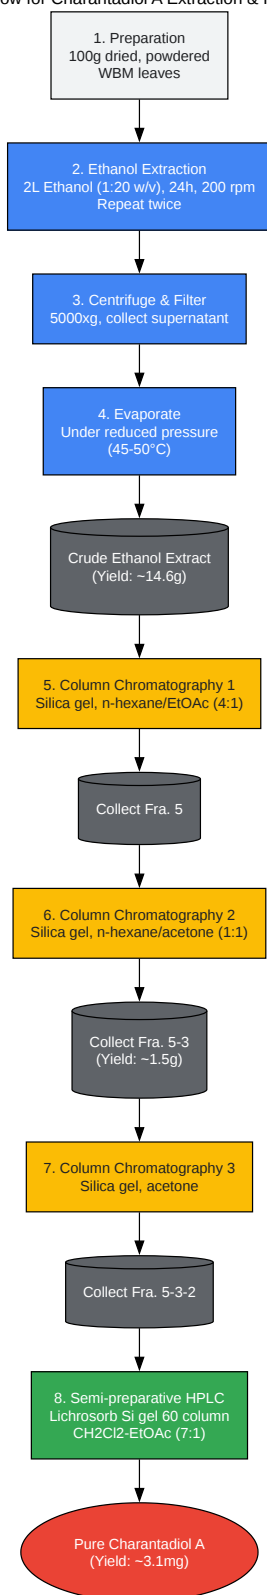 for Charantadiol A Extraction &
1. Preparation
100g dried, powdered
WBM leaves
2. Ethanol Extraction
2L Ethanol (1:20 w/v), 24h, 200 rpm
Repeat twice
3. Centrifuge & Filter
5000xg, collect supernatant
4. Evaporate
Under reduced pressure
(45-50°C)
Crude Ethanol Extract
(Yield: ~14.6g)
5. Column Chromatography 1
Silica gel, n-hexane/EtOAc (4:1)
Collect Fra. 5
6. Column Chromatography 2
Silica gel, n-hexane/acetone (1:1)
Collect Fra. 5-3
(Yield: ~1.5g)
7. Column Chromatography 3
Silica gel, acetone
Collect Fra. 5-3-2
8. Semi-preparative HPLC
Lichrosorb Si gel 60 column
CH2Cl2-EtOAc (7:1)
Pure Charantadiol A
(Yield: ~3.1mg)